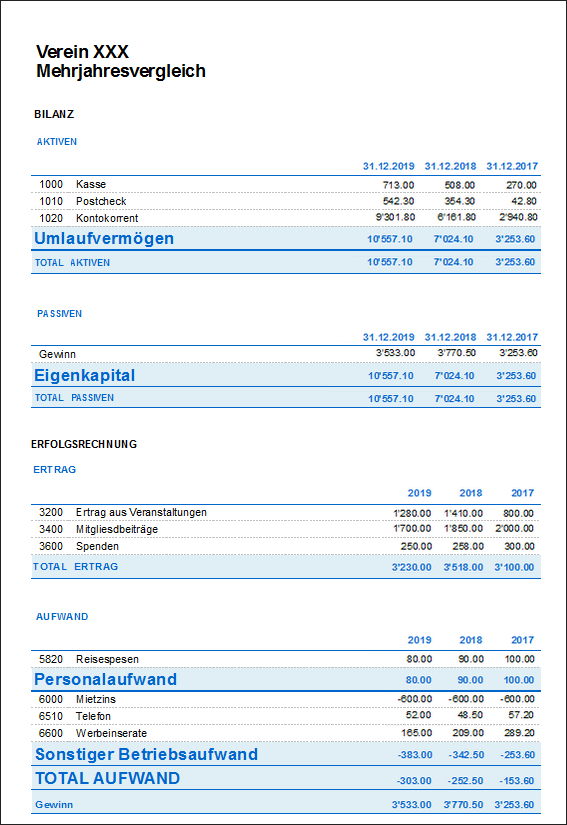 Verein XXX
Mehrjahresvergleich
BILANZ
AKTIVEN
31.12.2019 31.12.2018 31.12.2017
1000 Kasse 713.00 508.00 270.00
1010 Postcheck 542.30 354.30 42.80
1020 Kontokorrent 9'301.80 6'161.80 2'940.80
Umlaufvermögen 10'557.10 7'024.10 3'253.60
TOTAL AKTIVEN 10'557.10 7'024.10 3'253.60
PASSIVEN
31.12.2019 31.12.2018 31.12.2017
Gewinn 3'533.00 3'770.50 3'253.60
Eigenkapital 10'557.10 7'024.10 3'253.60
TOTAL PASSIVEN 10'557.10 7'024.10 3'253.60
ERFOLGSRECHNUNG
ERTRAG
2019 2018 2017
3200 Ertrag aus Veranstaltungen 1'280.00 1'410.00 800.00
3400 Mitgliesdbeiträge 1'700.00 1'850.00 2'000.00
3600 Spenden 250.00 258.00 300.00
TOTAL ERTRAG 3'230.00 3'518.00 3'100.00
AUFWAND
2019 2018 2017
5820 Reisespesen 80.00 90.00 100.00
Personalaufwand 80.00 90.00 100.00
6000 Mietzins -600.00 -600.00 -600.00
6510 Telefon 52.00 48.50 57.20
6600 Werbeinserate 165.00 209.00 289.20
Sonstiger Betriebsaufwand -383.00 -342.50 -253.60
TOTAL AUFWAND -303.00 -252.50 -153.60
Gewinn 3'533.00 3'770.50 3'253.60